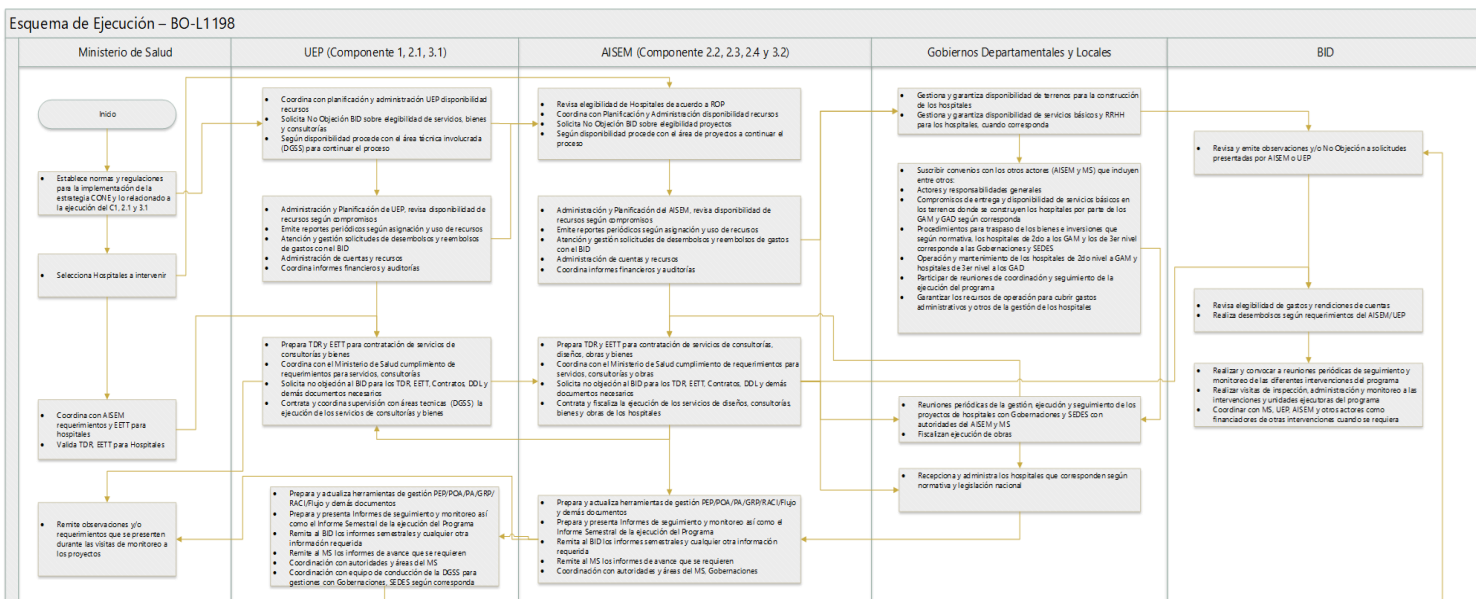 Esquema de Ejecución – BO-L1198
Ministerio de Salud
UEP (Componente 1, 2.1, 3.1)
AISEM (Componente 2.2, 2.3, 2.4 y 3.2)
Gobiernos Departamentales y Locales
BID
Inicio
• Establece normas y regulaciones
para la implementación de la
estrategia CONE y lo relacionado a
la ejecución del C1, 2.1 y 3.1
• Selecciona Hospitales a intervenir
• Coordina con AISEM
requerimientos y EETT para
hospitales
• Valida TDR, EETT para Hospitales
• Remite observaciones y/o
requerimientos que se presenten
durante las visitas de monitoreo a
los proyectos
• Coordina con planificación y administración UEP disponibilidad
recursos
• Solicita No Objeción BID sobre elegibilidad de servicios, bienes
y consultorías
• Según disponibilidad procede con el área técnica involucrada
(DGSS) para continuar el proceso
• Administración y Planificación de UEP, revisa disponibilidad de
recursos según compromisos
• Emite reportes periódicos según asignación y uso de recursos
• Atención y gestión solicitudes de desembolsos y reembolsos
de gastos con el BID
• Administración de cuentas y recursos
• Coordina informes financieros y auditorías
• Prepara TDR y EETT para contratación de servicios de
consultorías y bienes
• Coordina con el Ministerio de Salud cumplimiento de
requerimientos para servicios, consultorías
• Solicita no objeción al BID para los TDR, EETT, Contratos, DDL y
demás documentos necesarios
• Contrata y coordina supervisión con áreas tecnicas (DGSS) la
ejecución de los servicios de consultorías y bienes
• Prepara y actualiza herramientas de gestión PEP/POA/PA/GRP/
RACI/Flujo y demás documentos
• Prepara y presenta Informes de seguimiento y monitoreo así
como el Informe Semestral de la ejecución del Programa
• Remita al BID los informes semestrales y cualquier otra
información requerida
• Remite al MS los informes de avance que se requieren
• Coordinación con autoridades y áreas del MS
• Coordinación con equipo de conducción de la DGSS para
gestiones con Gobernaciones, SEDES según corresponda
• Revisa elegibilidad de Hospitales de acuerdo a ROP
• Coordina con Planificación y Administración disponibilidad recursos
• Solicita No Objeción BID sobre elegibilidad proyectos
• Según disponibilidad procede con el área de proyectos a continuar el
proceso
• Administración y Planificación del AISEM, revisa disponibilidad de
recursos según compromisos
• Emite reportes periódicos según asignación y uso de recursos
• Atención y gestión solicitudes de desembolsos y reembolsos de gastos
con el BID
• Administración de cuentas y recursos
• Coordina informes financieros y auditorías
• Prepara TDR y EETT para contratación de servicios de consultorías,
diseños, obras y bienes
• Coordina con el Ministerio de Salud cumplimiento de requerimientos para
servicios, consultorías y obras
• Solicita no objeción al BID para los TDR, EETT, Contratos, DDL y demás
documentos necesarios
• Contrata y fiscaliza la ejecución de los servicios de diseños, consultorías,
bienes y obras de los hospitales
• Prepara y actualiza herramientas de gestión PEP/POA/PA/GRP/RACI/Flujo
y demás documentos
• Prepara y presenta Informes de seguimiento y monitoreo así como el
Informe Semestral de la ejecución del Programa
• Remita al BID los informes semestrales y cualquier otra información
requerida
• Remite al MS los informes de avance que se requieren
• Coordinación con autoridades y áreas del MS, Gobernaciones
• Gestiona y garantiza disponibilidad de terrenos para la construcción
de los hospitales
• Gestiona y garantiza disponibilidad de servicios básicos y RRHH
para los hospitales, cuando corresponda
• Suscribir convenios con los otros actores (AISEM y MS) que incluyen
entre otros:
• Actores y responsabilidades generales
• Compromisos de entrega y disponibilidad de servicios básicos en
los terrenos donde se construyen los hospitales por parte de los
GAM y GAD según corresponda
• Procedimientos para traspaso de los bienes e inversiones que
según normativa, los hospitales de 2do a los GAM y los de 3er nivel
corresponde a las Gobernaciones y SEDES
• Operación y mantenimiento de los hospitales de 2do nivel a GAM y
hospitales de 3er nivel a los GAD
• Participar de reuniones de coordinación y seguimiento de la
ejecución del programa
• Garantizar los recursos de operación para cubrir gastos
administrativos y otros de la gestión de los hospitales
• Reuniones periódicas de la gestión, ejecución y seguimiento de los
proyectos de hospitales con Gobernaciones y SEDES con
autoridades del AISEM y MS
• Fiscalizan ejecución de obras
• Recepciona y administra los hospitales que corresponden según
normativa y legislación nacional
• Revisa y emite observaciones y/o No Objeción a solicitudes
presentadas por AISEM o UEP
• Revisa elegibilidad de gastos y rendiciones de cuentas
• Realiza desembolsos según requerimientos del AISEM/UEP
• Realizar y convocar a reuniones periódicas de seguimiento y
monitoreo de las diferentes intervenciones del programa
• Realizar visitas de inspección, administración y monitoreo a las
intervenciones y unidades ejecutoras del programa
• Coordinar con MS, UEP, AISEM y otros actores como
financiadores de otras intervenciones cuando se requiera